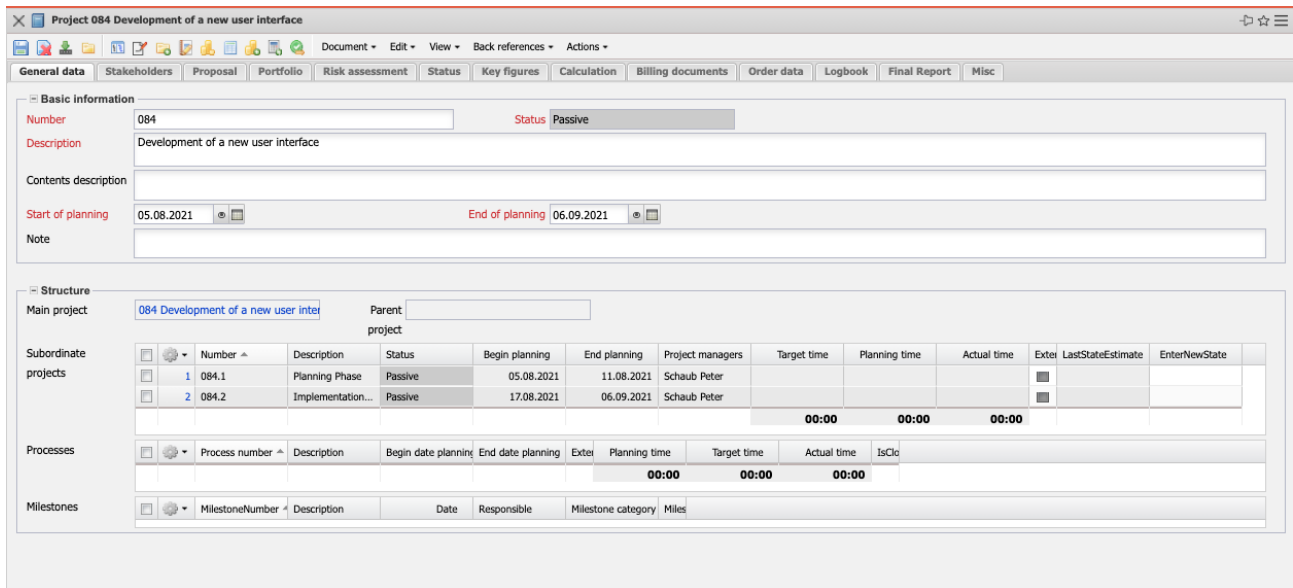 Project 084 Development of a new user interface
Document Edit View Back references Actions
General data Stakeholders Proposal Portfolio Risk assessment Status Key figures Calculation Billing documents Order data Logbook Final Report Misc
Basic information
Number 084 Status Passive
Description Development of a new user interface
Contents description
Start of planning 05.08.2021 End of planning 06.09.2021
Note
Structure
Main project 084 Development of a new user inter Parent project
Subordinate projects
Number Description Status Begin planning End planning Project managers Target time Planning time Actual time Exter LastStateEstimate EnterNewState
1 084.1 Planning Phase Passive 05.08.2021 11.08.2021 Schaub Peter
2 084.2 Implementation... Passive 17.08.2021 06.09.2021 Schaub Peter
00:00 00:00 00:00
Processes Process number Description Begin date planning End date planning Exter Planning time Target time Actual time IsClo
00:00 00:00 00:00
Milestones MilestoneNumber Description Date Responsible Milestone category Miles